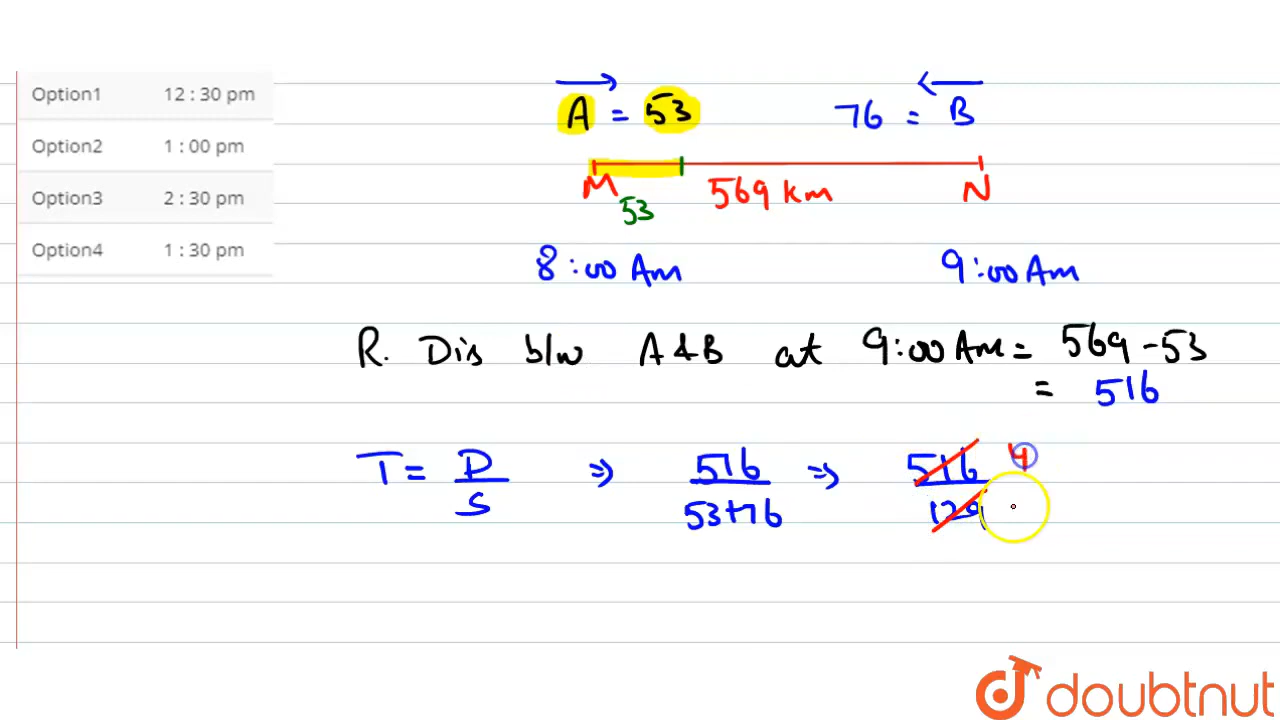 Option1 12 : 30 pm
Option2 1 : 00 pm
Option3 2 : 30 pm
Option4 1 : 30 pm
A = 53
76 = B
M 569 km N
53
8:00 Am
9:00 Am
R. Dis b/w A & B at 9:00 Am = 569 - 53
= 516
T = D/S ⇒ 516/53+76 ⇒ 516/129 4
doubtnut